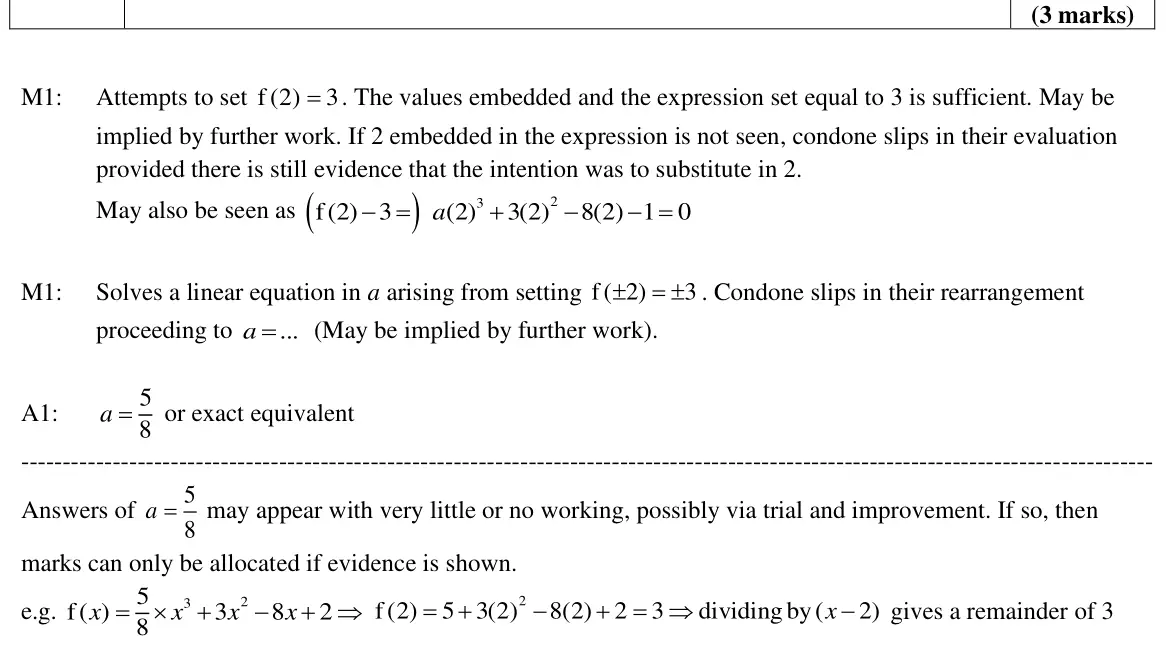 (3 marks)
M1: Attempts to set f(2) = 3. The values embedded and the expression set equal to 3 is sufficient. May be
implied by further work. If 2 embedded in the expression is not seen, condone slips in their evaluation
provided there is still evidence that the intention was to substitute in 2.
May also be seen as (f(2) − 3 =) a(2)³ + 3(2)² − 8(2) − 1 = 0
M1: Solves a linear equation in a arising from setting f(±2) = ±3. Condone slips in their rearrangement
proceeding to a = ... (May be implied by further work).
A1: a = 5/8 or exact equivalent
Answers of a = 5/8 may appear with very little or no working, possibly via trial and improvement. If so, then
marks can only be allocated if evidence is shown.
e.g. f(x) = 5/8 × x³ + 3x² − 8x + 2 ⇒ f(2) = 5 + 3(2)² − 8(2) + 2 = 3 ⇒ dividing by (x − 2) gives a remainder of 3